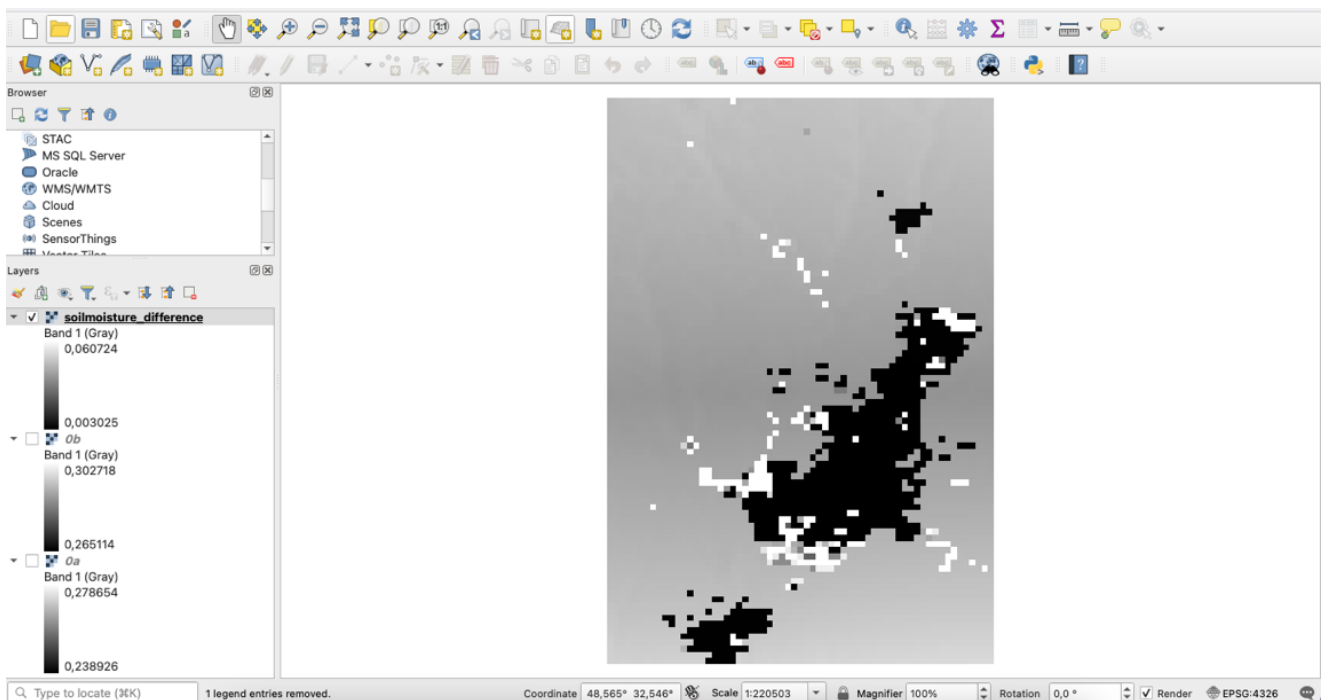 Browser
STAC
MS SQL Server
Oracle
WMS/WMTS
Cloud
Scenes
SensorThings
Vector Tiles
Layers
soilmoisture_difference
Band 1 (Gray)
0,060724
0,003025
0b
Band 1 (Gray)
0,302718
0,265114
0a
Band 1 (Gray)
0,278654
0,238926
Type to locate (⌘K) 1 legend entries removed. Coordinate 48,565° 32,546° Scale 1:220503 Magnifier 100% Rotation 0,0 ° Render EPSG:4326